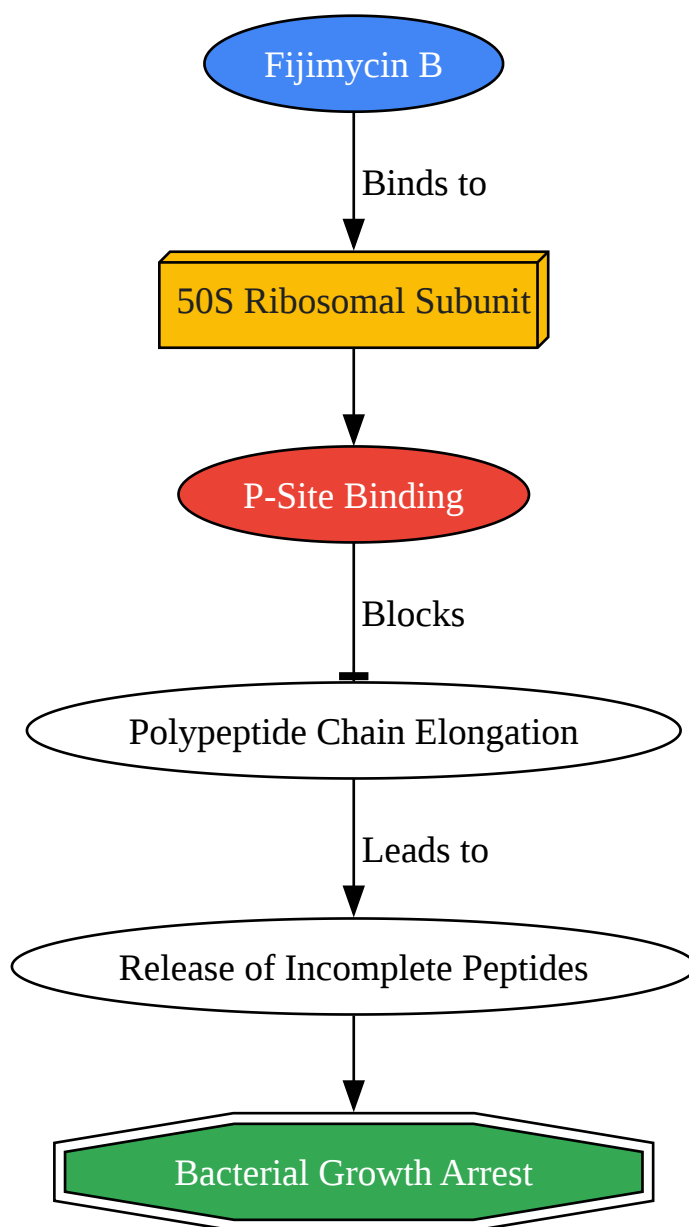 Fijimycin B
Binds to
50S Ribosomal Subunit
P-Site Binding
Blocks
Polypeptide Chain Elongation
Leads to
Release of Incomplete Peptides
Bacterial Growth Arrest